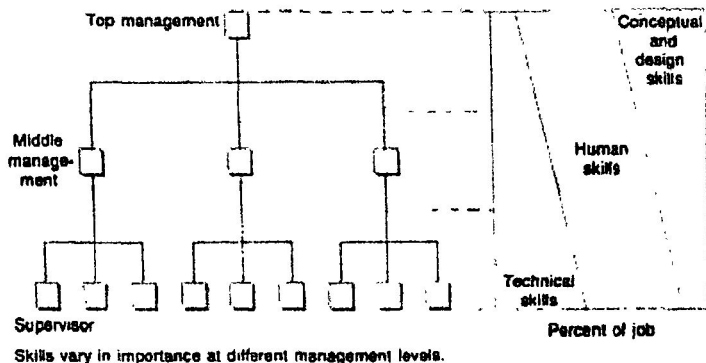 Top management
Conceptual
and
design
skills
Middle
manage-
ment
Human
skills
Technical
skills
Supervisor
Percent of job
Skills vary in importance at different management levels.